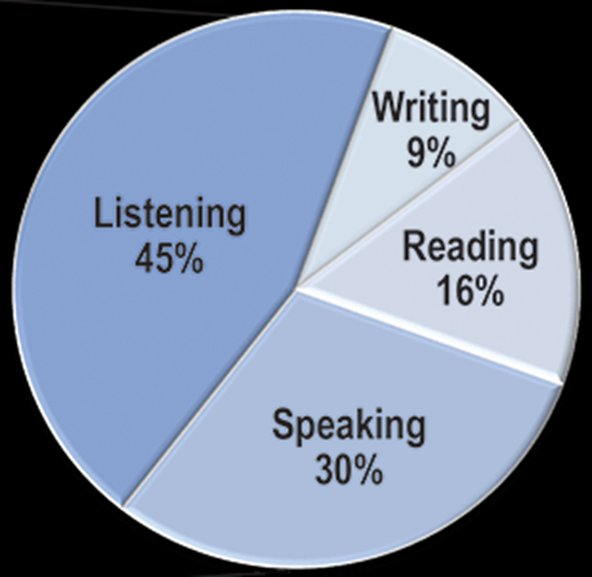 Writing
9%
Listening
45%
Reading
16%
Speaking
30%